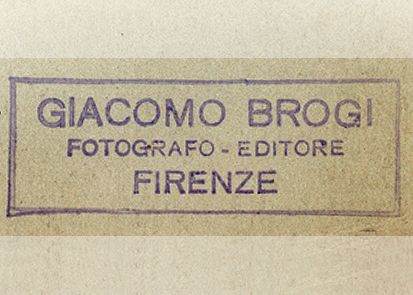 GIACOMO BROGI
FOTOGRAFO - EDITORE
FIRENZE